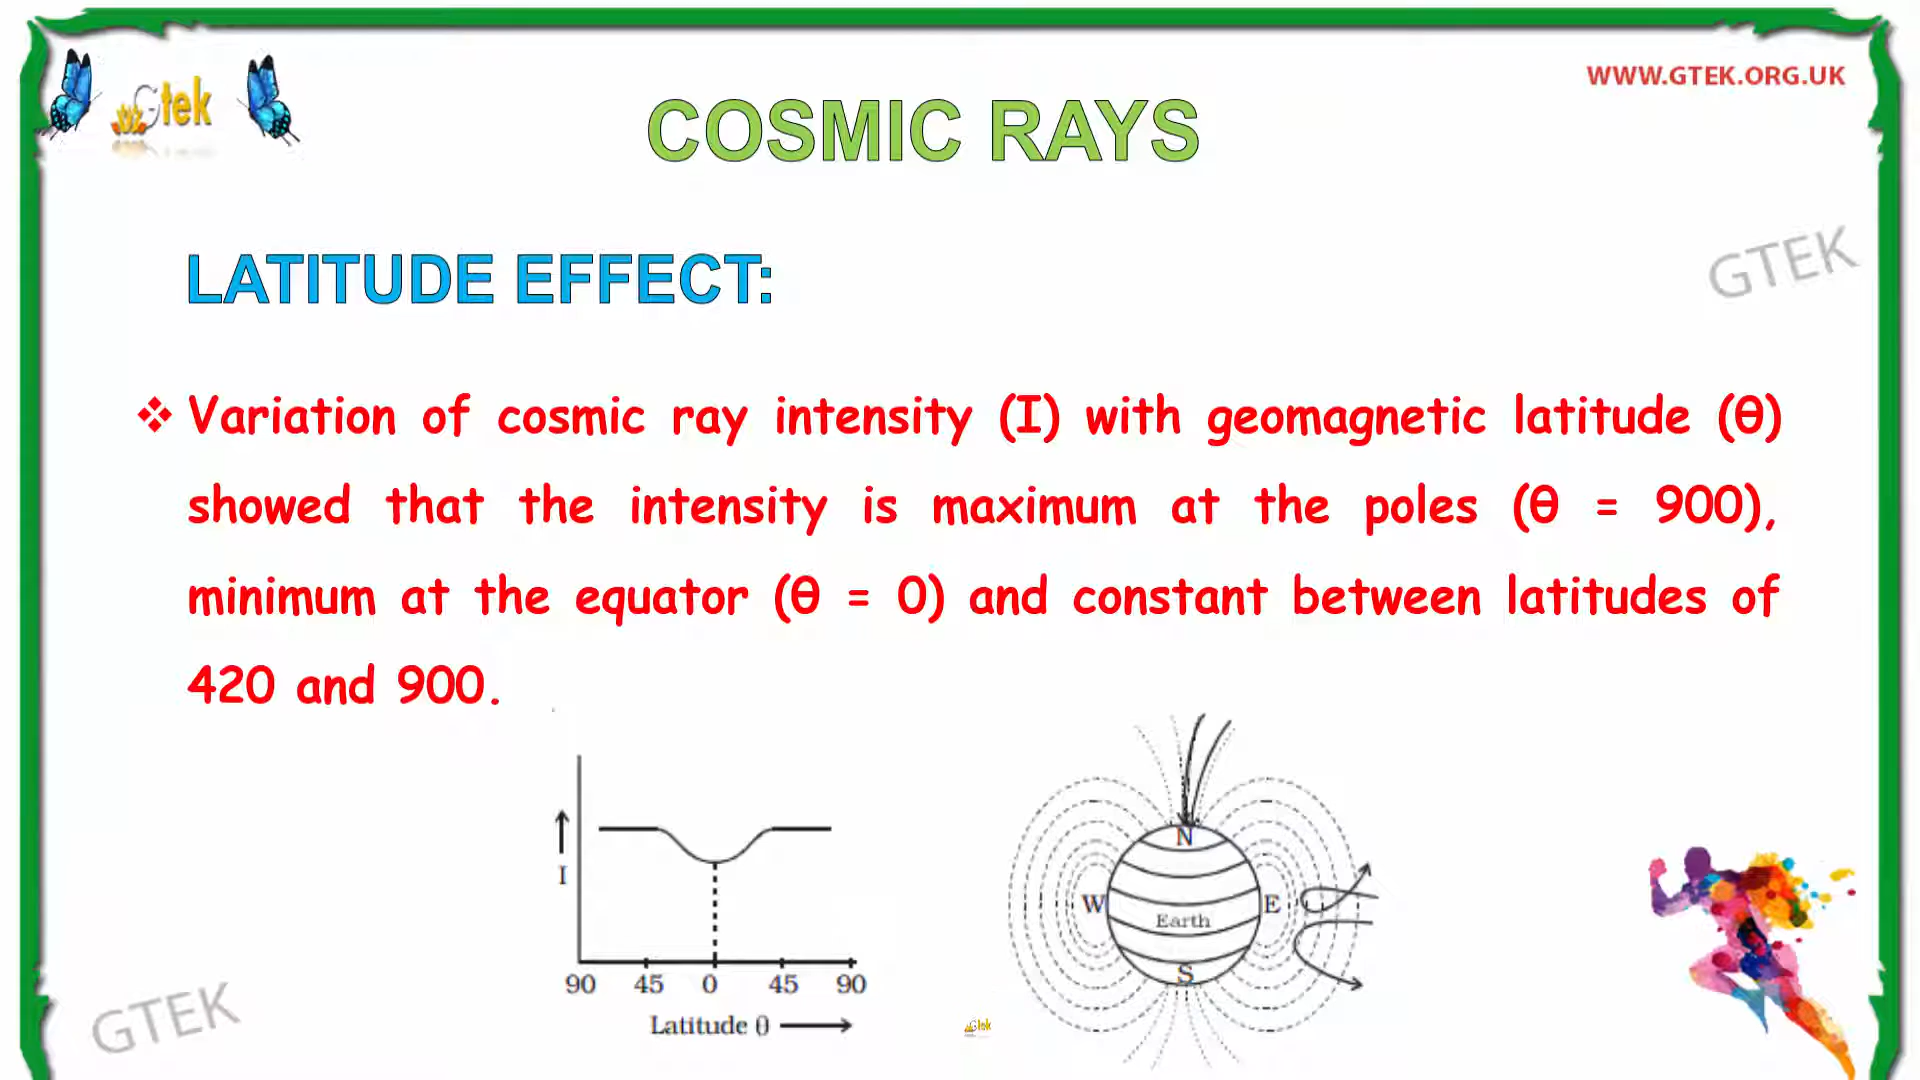 Gtek
WWW.GTEK.ORG.UK
COSMIC RAYS
GTEK
LATITUDE EFFECT:
❖ Variation of cosmic ray intensity (I) with geomagnetic latitude (θ)
showed that the intensity is maximum at the poles (θ = 900),
minimum at the equator (θ = 0) and constant between latitudes of
420 and 900.
I
90 45 0 45 90
Latitude θ
N
W E
Earth
S
Gtek
GTEK